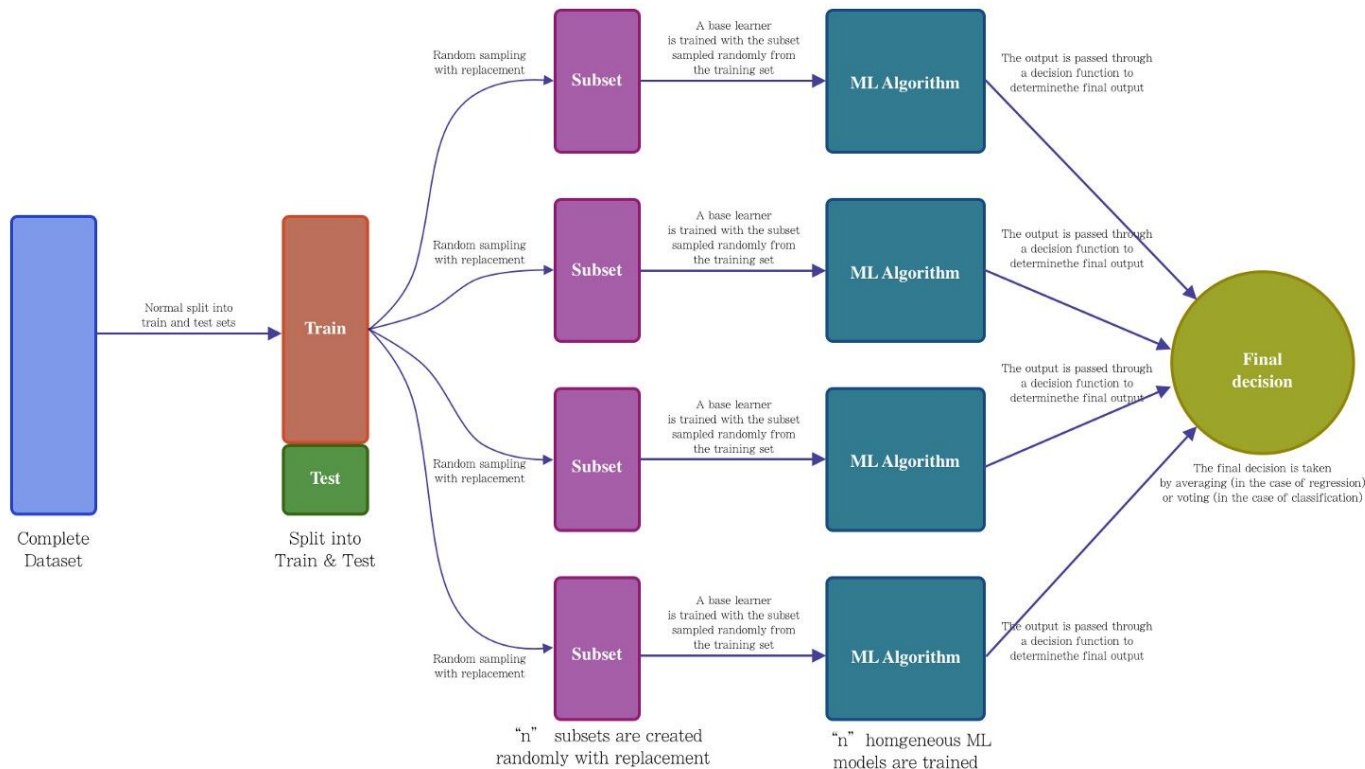 Complete
Dataset
Normal split into
train and test sets
Train
Test
Split into
Train & Test
Random sampling
with replacement
Subset
A base learner
is trained with the subset
sampled randomly from
the training set
ML Algorithm
The output is passed through
a decision function to
determinethe final output
Random sampling
with replacement
Subset
A base learner
is trained with the subset
sampled randomly from
the training set
ML Algorithm
The output is passed through
a decision function to
determinethe final output
Random sampling
with replacement
Subset
A base learner
is trained with the subset
sampled randomly from
the training set
ML Algorithm
The output is passed through
a decision function to
determinethe final output
Random sampling
with replacement
Subset
A base learner
is trained with the subset
sampled randomly from
the training set
ML Algorithm
The output is passed through
a decision function to
determinethe final output
“n” subsets are created
randomly with replacement
“n” homgeneous ML
models are trained
Final
decision
The final decision is taken
by averaging (in the case of regression)
or voting (in the case of classification)